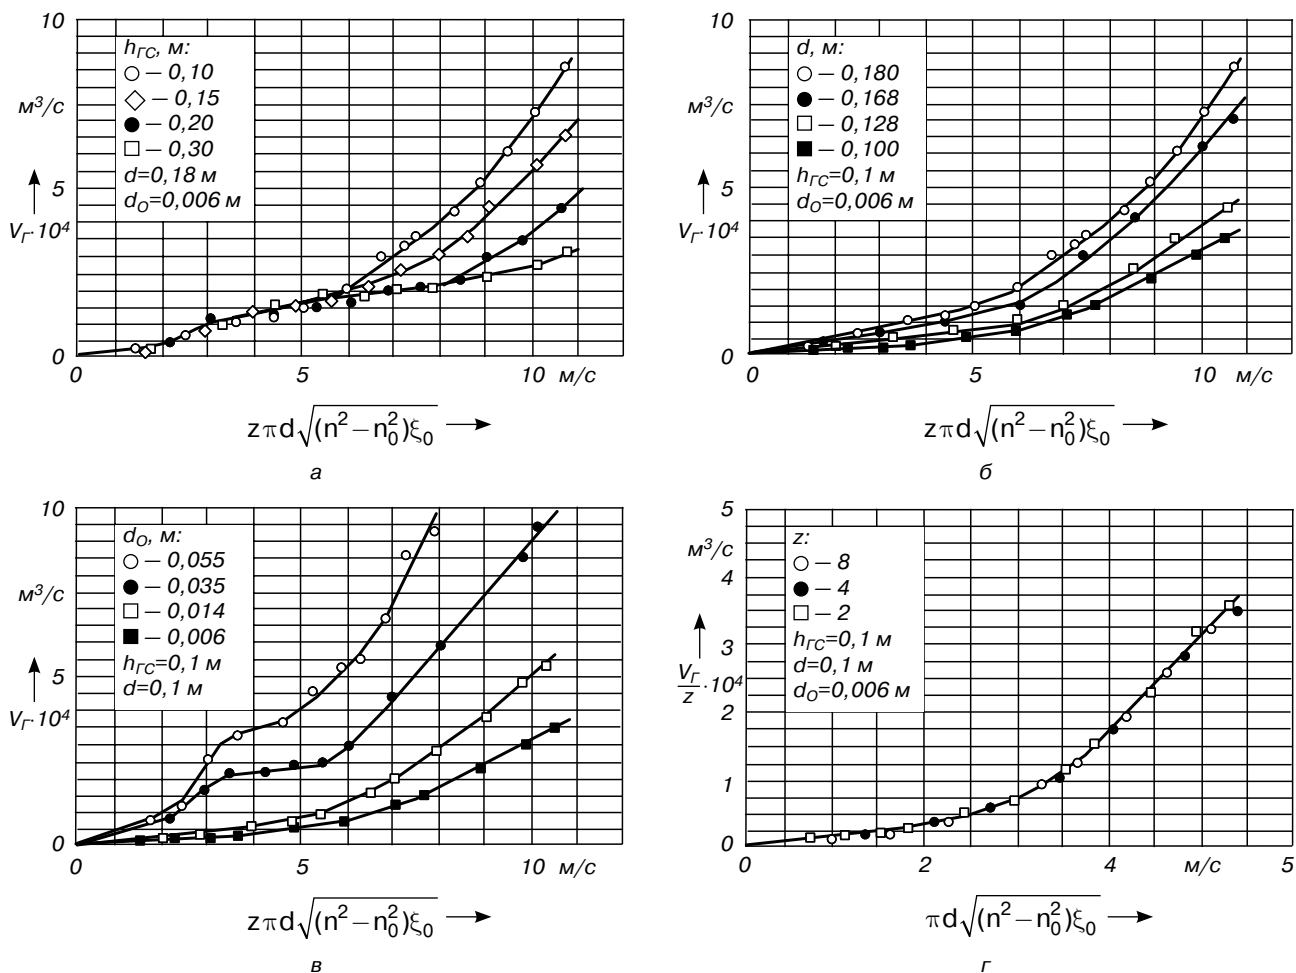 10
м³/с
5
V_Г·10⁴
0
h_ГС, м:
○ – 0,10
◇ – 0,15
● – 0,20
□ – 0,30
d=0,18 м
d_О=0,006 м
0 5 10 м/с
zπd√((n²–n₀²)ξ₀) →
а
10
м³/с
5
V_Г·10⁴
0
d, м:
○ – 0,180
● – 0,168
□ – 0,128
■ – 0,100
h_ГС=0,1 м
d_О=0,006 м
0 5 10 м/с
zπd√((n²–n₀²)ξ₀) →
б
10
м³/с
5
V_Г·10⁴
0
d_О, м:
○ – 0,055
● – 0,035
□ – 0,014
■ – 0,006
h_ГС=0,1 м
d=0,1 м
0 5 10 м/с
zπd√((n²–n₀²)ξ₀) →
в
5
м³/с
4
3
V_Г/z·10⁴
2
1
0
z:
○ – 8
● – 4
□ – 2
h_ГС=0,1 м
d=0,1 м
d_О=0,006 м
0 2 4 м/с 5
πd√((n²–n₀²)ξ₀) →
г